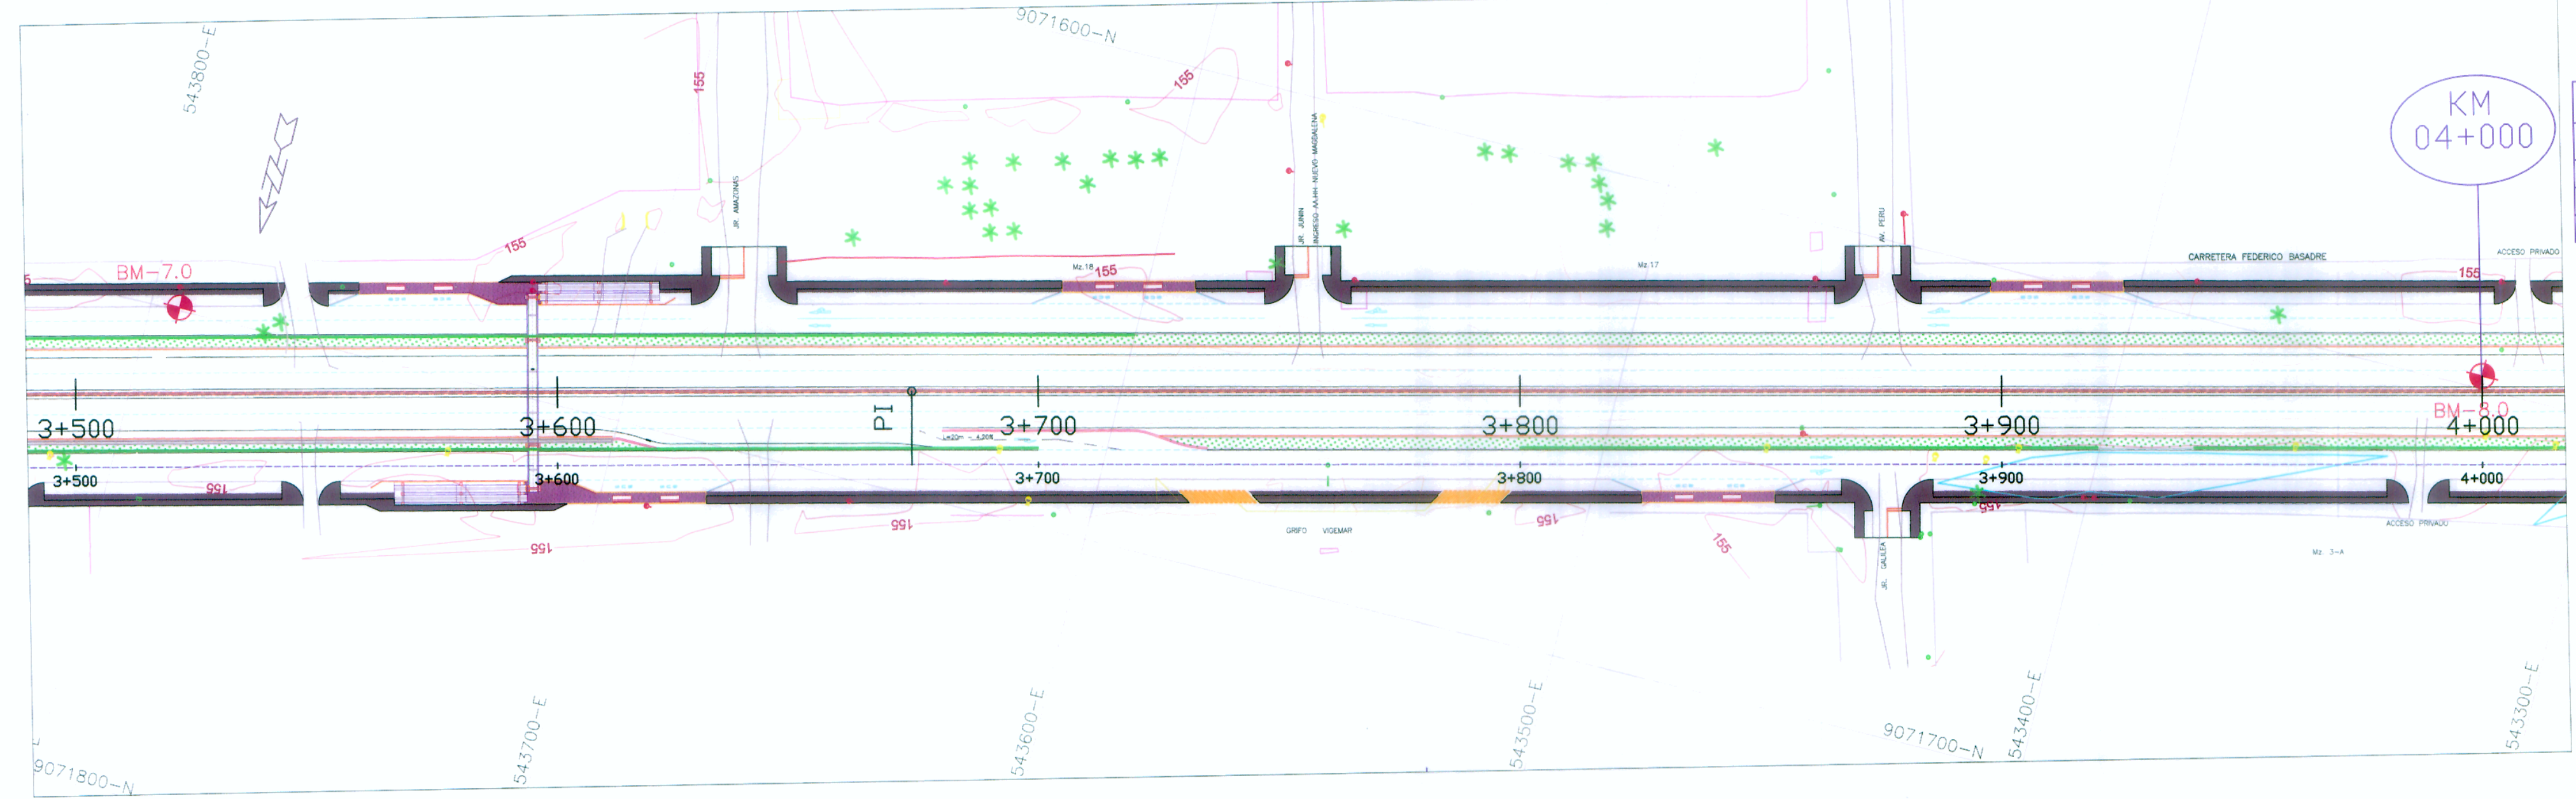 543800-E
9071600-N
155
155
KM
04+000
JR. AMAZONAS
JR. JUNIN
INGRESO AA.HH NUEVO MAGDALENA
AV. PERU
155
BM-7.0
Mz.18
155
Mz.17
CARRETERA FEDERICO BASADRE
ACCESO PRIVADO
155
PI
BM-8.0
3+500
3+600
3+700
3+800
3+900
4+000
3+500
3+600
3+700
3+800
3+900
4+000
155
155
155
155
155
155
GRIFO VIGEMAR
JR. GALILEA
ACCESO PRIVADO
Mz. 3-A
9071800-N
543700-E
543600-E
543500-E
9071700-N
543400-E
543300-E